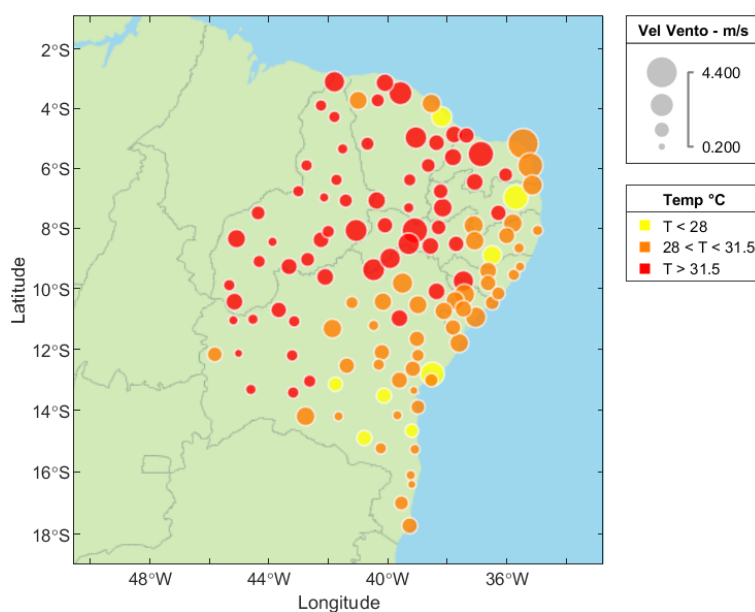 2°S
4°S
6°S
8°S
10°S
12°S
14°S
16°S
18°S
Latitude
48°W
44°W
40°W
36°W
Longitude
Vel Vento - m/s
4.400
0.200
Temp °C
T < 28
28 < T < 31.5
T > 31.5